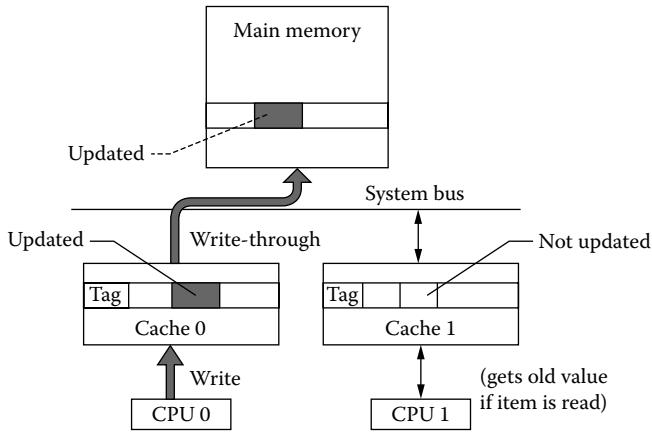 Main memory
Updated
System bus
Updated
Write-through
Not updated
Tag
Tag
Cache 0
Cache 1
Write
(gets old value
if item is read)
CPU 0
CPU 1